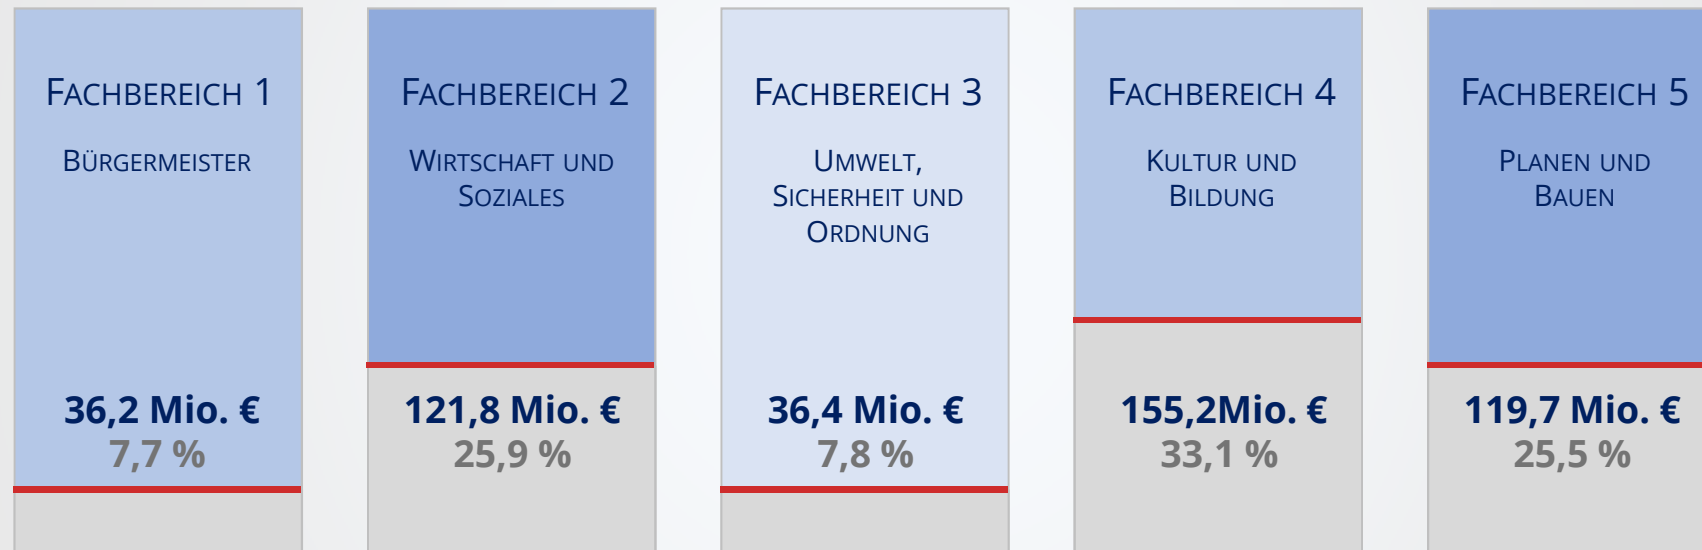 Fachbereich 1
Bürgermeister
36,2 Mio. €
7,7 %
Fachbereich 2
Wirtschaft und
Soziales
121,8 Mio. €
25,9 %
Fachbereich 3
Umwelt,
Sicherheit und
Ordnung
36,4 Mio. €
7,8 %
Fachbereich 4
Kultur und
Bildung
155,2Mio. €
33,1 %
Fachbereich 5
Planen und
Bauen
119,7 Mio. €
25,5 %